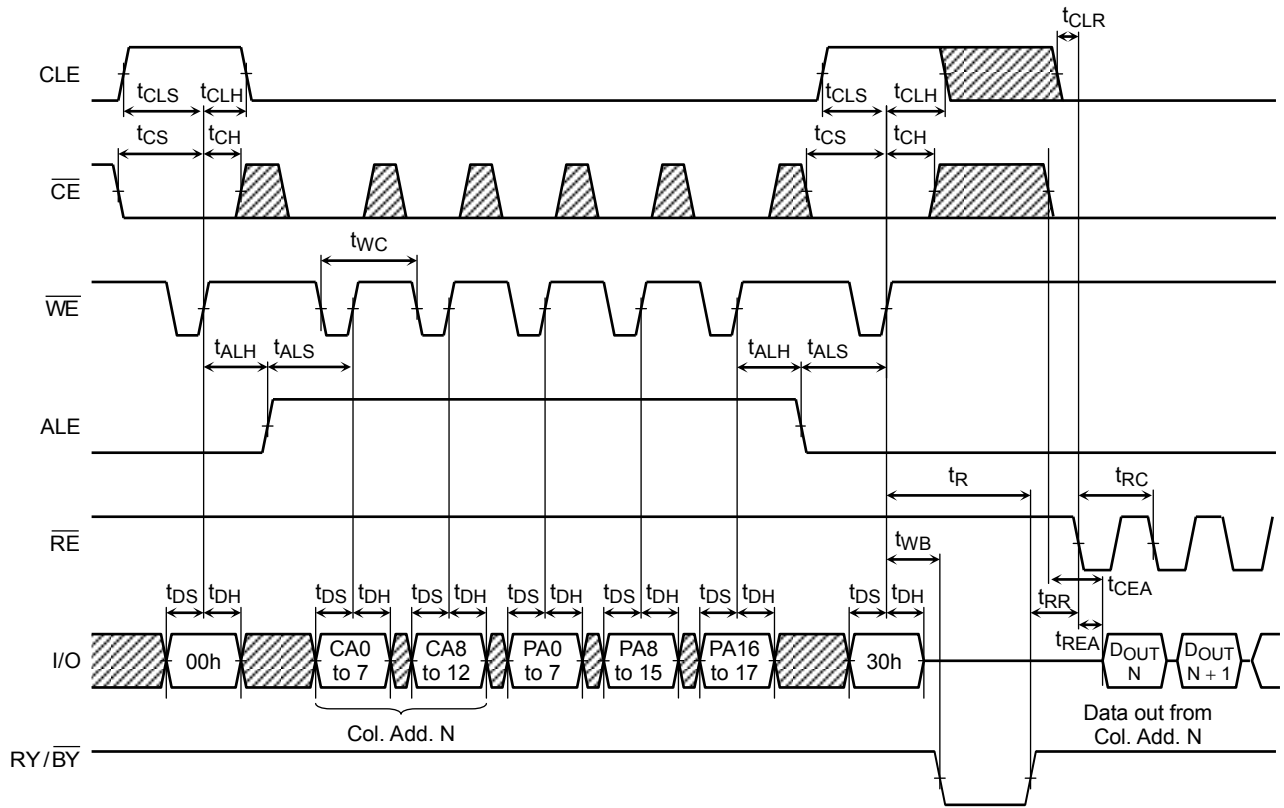 tCLR
CLE
tCLS tCLH tCLS tCLH
tCS tCH tCS tCH
CE
tWC
WE
tALH tALS tALH tALS
ALE
tR tRC
RE
tWB
tCEA
tDS tDH tDS tDH tDS tDH tDS tDH tDS tDH tDS tDH tDS tDH tRR
tREA
I/O 00h CA0 to 7 CA8 to 12 PA0 to 7 PA8 to 15 PA16 to 17 30h DOUT N DOUT N + 1
Col. Add. N
Data out from
Col. Add. N
RY/BY